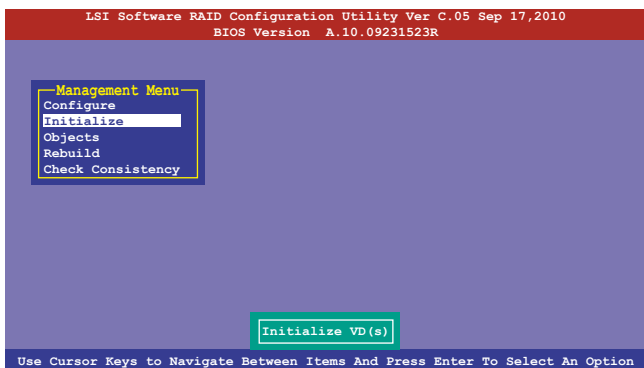 LSI Software RAID Configuration Utility Ver C.05 Sep 17,2010
BIOS Version A.10.09231523R
Management Menu
Configure
Initialize
Objects
Rebuild
Check Consistency
Initialize VD(s)
Use Cursor Keys to Navigate Between Items And Press Enter To Select An Option